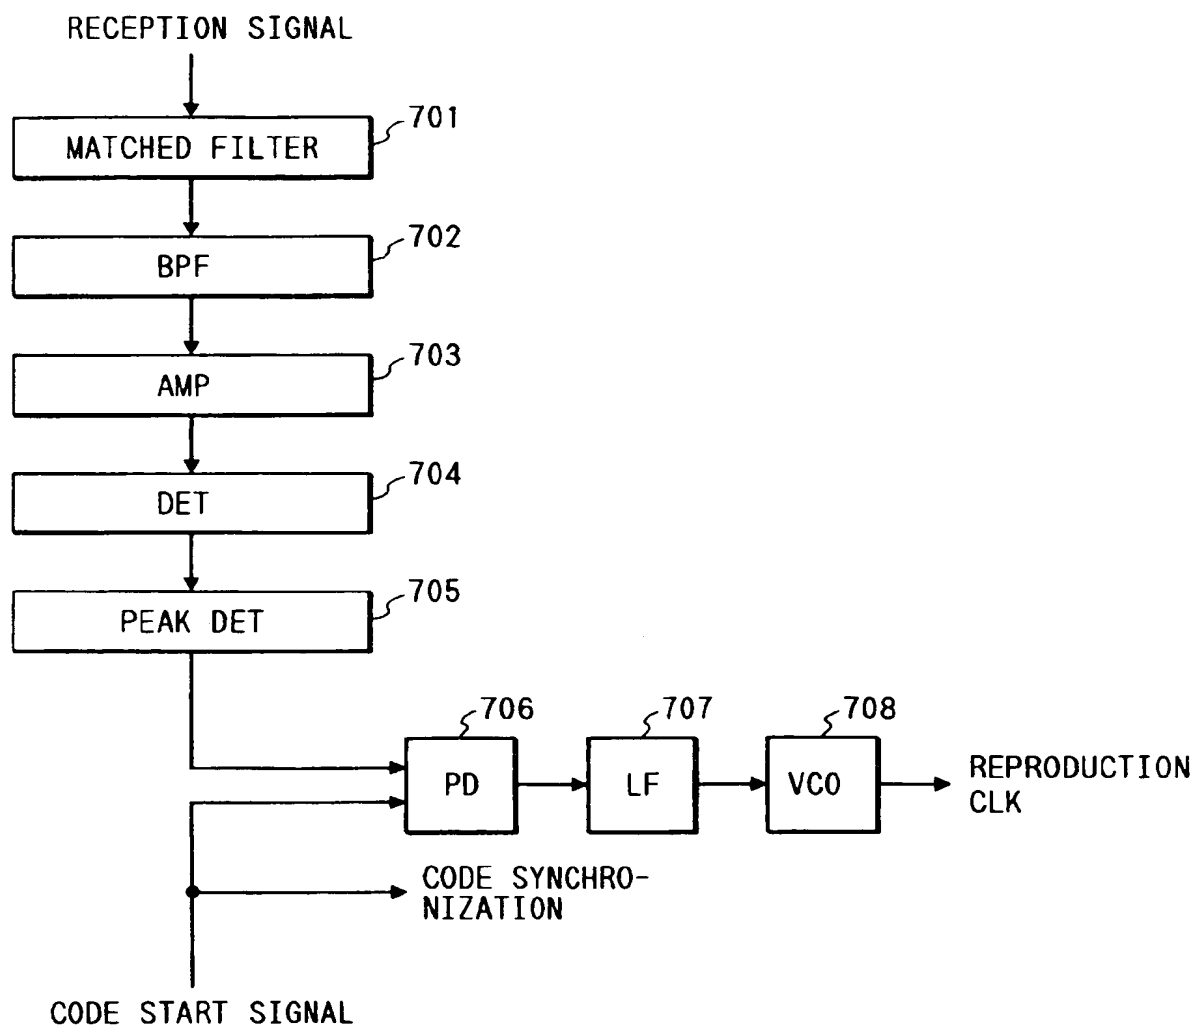 RECEPTION SIGNAL
701
MATCHED FILTER
702
BPF
703
AMP
704
DET
705
PEAK DET
706
707
708
PD
LF
VCO
REPRODUCTION
CLK
CODE SYNCHRO-
NIZATION
CODE START SIGNAL